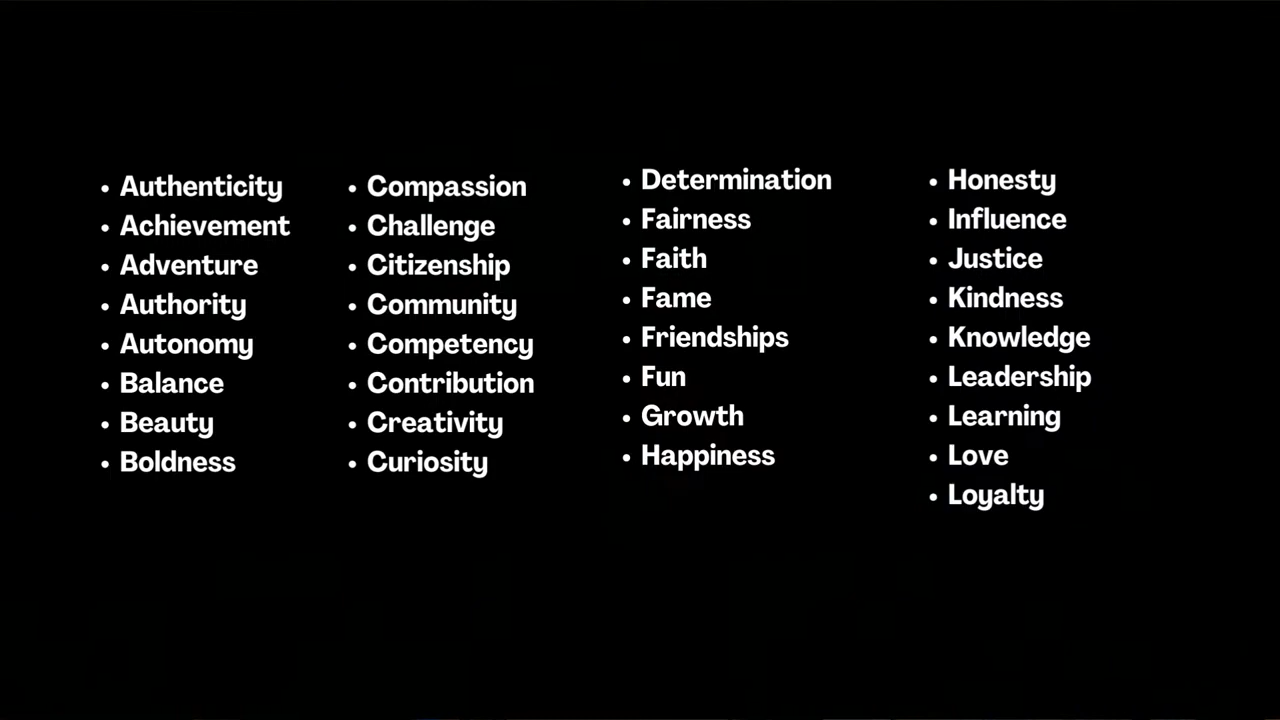 • Authenticity
• Achievement
• Adventure
• Authority
• Autonomy
• Balance
• Beauty
• Boldness
• Compassion
• Challenge
• Citizenship
• Community
• Competency
• Contribution
• Creativity
• Curiosity
• Determination
• Fairness
• Faith
• Fame
• Friendships
• Fun
• Growth
• Happiness
• Honesty
• Influence
• Justice
• Kindness
• Knowledge
• Leadership
• Learning
• Love
• Loyalty